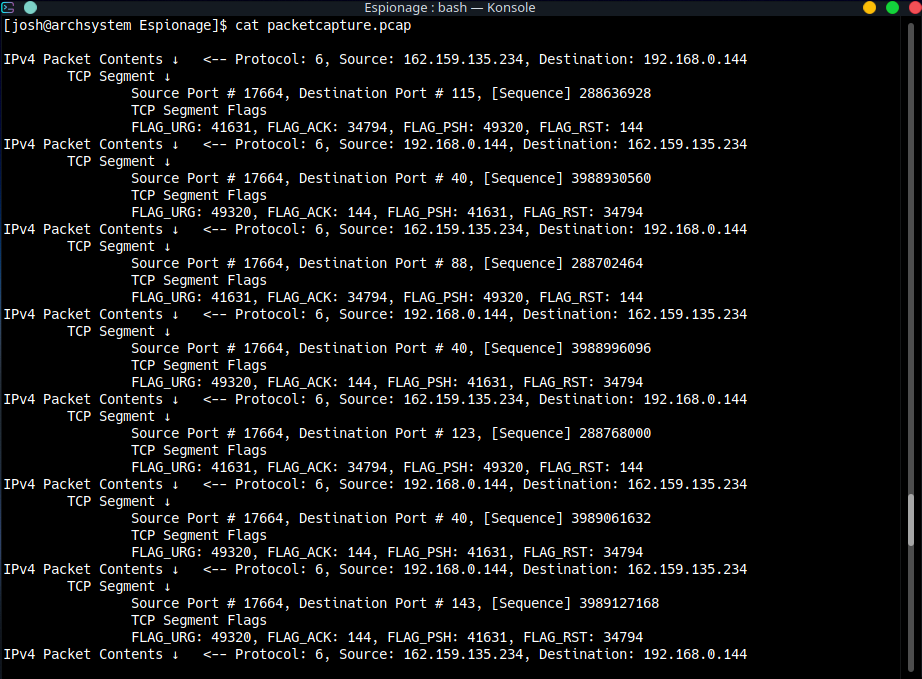 Espionage : bash — Konsole
[josh@archsystem Espionage]$ cat packetcapture.pcap
IPv4 Packet Contents ↓   <-- Protocol: 6, Source: 162.159.135.234, Destination: 192.168.0.144
TCP Segment ↓
Source Port # 17664, Destination Port # 115, [Sequence] 288636928
TCP Segment Flags
FLAG_URG: 41631, FLAG_ACK: 34794, FLAG_PSH: 49320, FLAG_RST: 144
IPv4 Packet Contents ↓   <-- Protocol: 6, Source: 192.168.0.144, Destination: 162.159.135.234
TCP Segment ↓
Source Port # 17664, Destination Port # 40, [Sequence] 3988930560
TCP Segment Flags
FLAG_URG: 49320, FLAG_ACK: 144, FLAG_PSH: 41631, FLAG_RST: 34794
IPv4 Packet Contents ↓   <-- Protocol: 6, Source: 162.159.135.234, Destination: 192.168.0.144
TCP Segment ↓
Source Port # 17664, Destination Port # 88, [Sequence] 288702464
TCP Segment Flags
FLAG_URG: 41631, FLAG_ACK: 34794, FLAG_PSH: 49320, FLAG_RST: 144
IPv4 Packet Contents ↓   <-- Protocol: 6, Source: 192.168.0.144, Destination: 162.159.135.234
TCP Segment ↓
Source Port # 17664, Destination Port # 40, [Sequence] 3988996096
TCP Segment Flags
FLAG_URG: 49320, FLAG_ACK: 144, FLAG_PSH: 41631, FLAG_RST: 34794
IPv4 Packet Contents ↓   <-- Protocol: 6, Source: 162.159.135.234, Destination: 192.168.0.144
TCP Segment ↓
Source Port # 17664, Destination Port # 123, [Sequence] 288768000
TCP Segment Flags
FLAG_URG: 41631, FLAG_ACK: 34794, FLAG_PSH: 49320, FLAG_RST: 144
IPv4 Packet Contents ↓   <-- Protocol: 6, Source: 192.168.0.144, Destination: 162.159.135.234
TCP Segment ↓
Source Port # 17664, Destination Port # 40, [Sequence] 3989061632
TCP Segment Flags
FLAG_URG: 49320, FLAG_ACK: 144, FLAG_PSH: 41631, FLAG_RST: 34794
IPv4 Packet Contents ↓   <-- Protocol: 6, Source: 192.168.0.144, Destination: 162.159.135.234
TCP Segment ↓
Source Port # 17664, Destination Port # 143, [Sequence] 3989127168
TCP Segment Flags
FLAG_URG: 49320, FLAG_ACK: 144, FLAG_PSH: 41631, FLAG_RST: 34794
IPv4 Packet Contents ↓   <-- Protocol: 6, Source: 162.159.135.234, Destination: 192.168.0.144